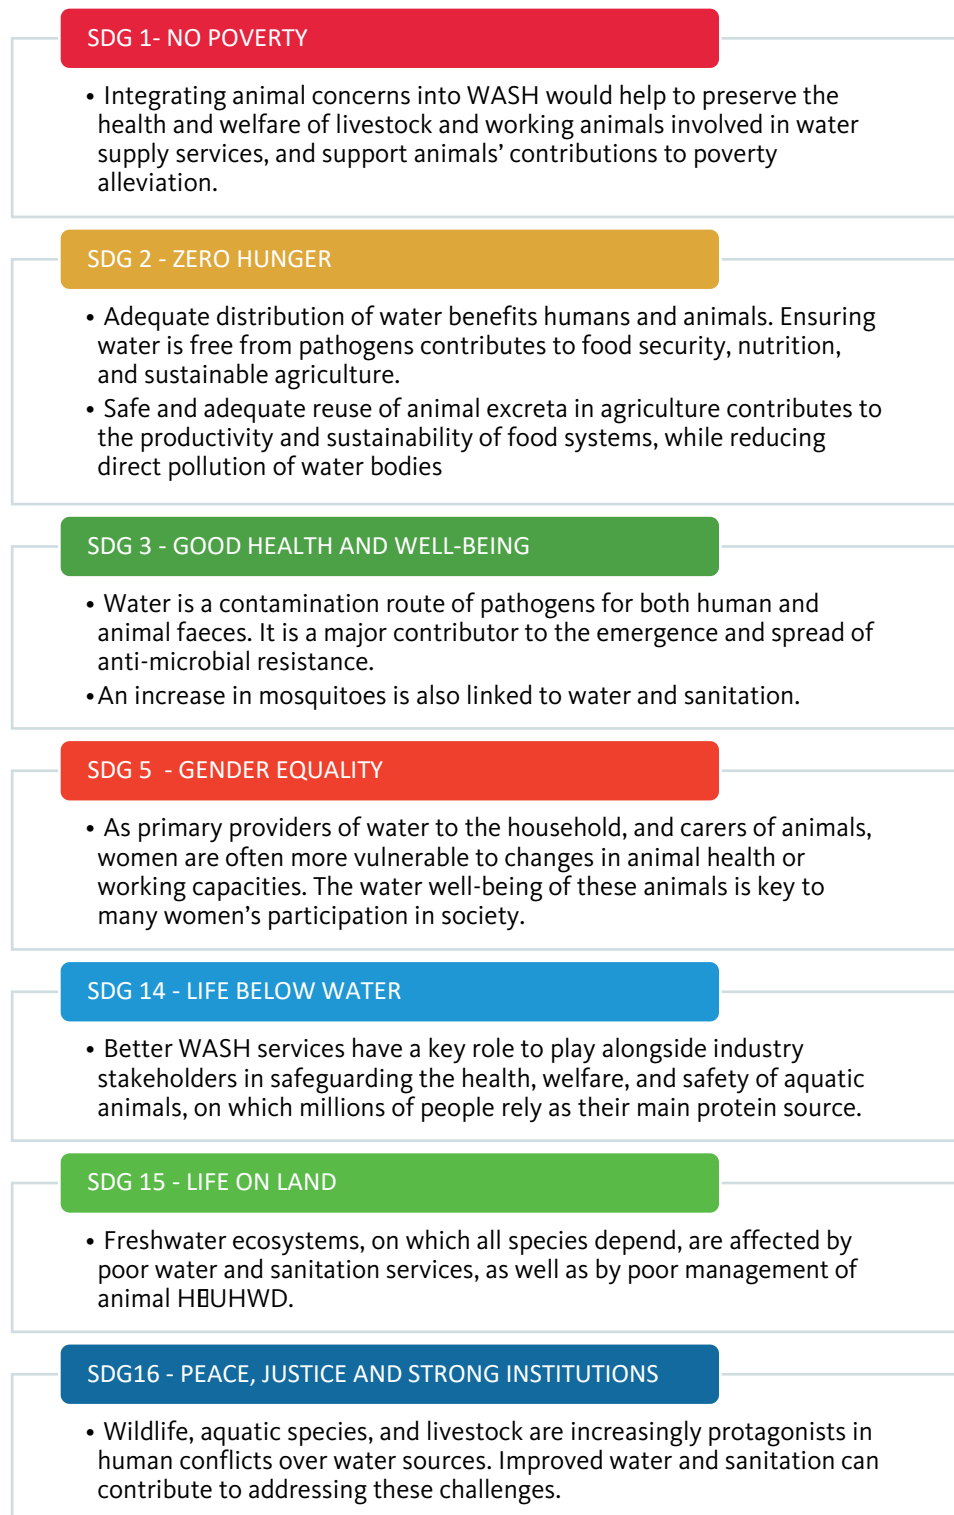 SDG 1- NO POVERTY
• Integrating animal concerns into WASH would help to preserve the
health and welfare of livestock and working animals involved in water
supply services, and support animals’ contributions to poverty
alleviation.
SDG 2 - ZERO HUNGER
• Adequate distribution of water benefits humans and animals. Ensuring
water is free from pathogens contributes to food security, nutrition,
and sustainable agriculture.
• Safe and adequate reuse of animal excreta in agriculture contributes to
the productivity and sustainability of food systems, while reducing
direct pollution of water bodies
SDG 3 - GOOD HEALTH AND WELL-BEING
• Water is a contamination route of pathogens for both human and
animal faeces. It is a major contributor to the emergence and spread of
anti-microbial resistance.
•An increase in mosquitoes is also linked to water and sanitation.
SDG 5  - GENDER EQUALITY
• As primary providers of water to the household, and carers of animals,
women are often more vulnerable to changes in animal health or
working capacities. The water well-being of these animals is key to
many women’s participation in society.
SDG 14 - LIFE BELOW WATER
• Better WASH services have a key role to play alongside industry
stakeholders in safeguarding the health, welfare, and safety of aquatic
animals, on which millions of people rely as their main protein source.
SDG 15 - LIFE ON LAND
• Freshwater ecosystems, on which all species depend, are affected by
poor water and sanitation services, as well as by poor management of
animal
SDG16 - PEACE, JUSTICE AND STRONG INSTITUTIONS
• Wildlife, aquatic species, and livestock are increasingly protagonists in
human conflicts over water sources. Improved water and sanitation can
contribute to addressing these challenges.